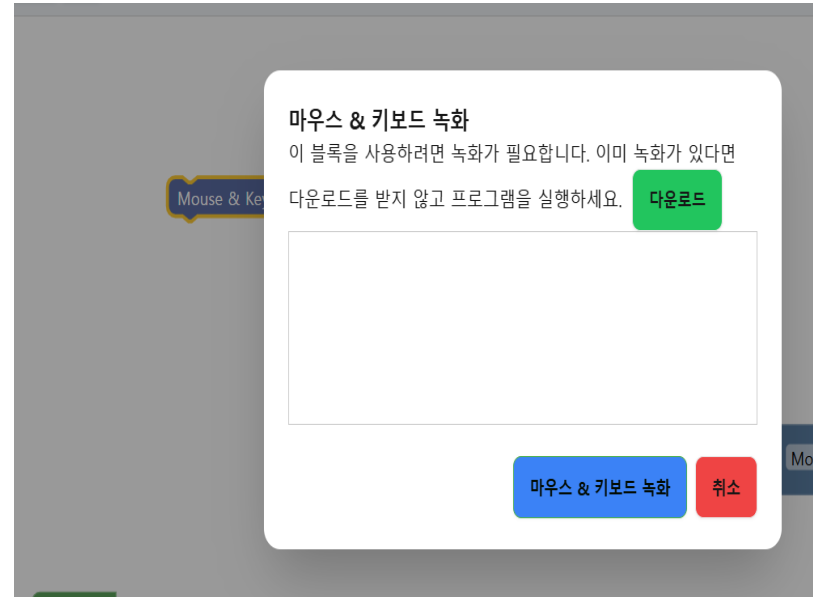 마우스 & 키보드 녹화
이 블록을 사용하려면 녹화가 필요합니다. 이미 녹화가 있다면
다운로드를 받지 않고 프로그램을 실행하세요. 다운로드
Mouse & Key
Mo
마우스 & 키보드 녹화 취소